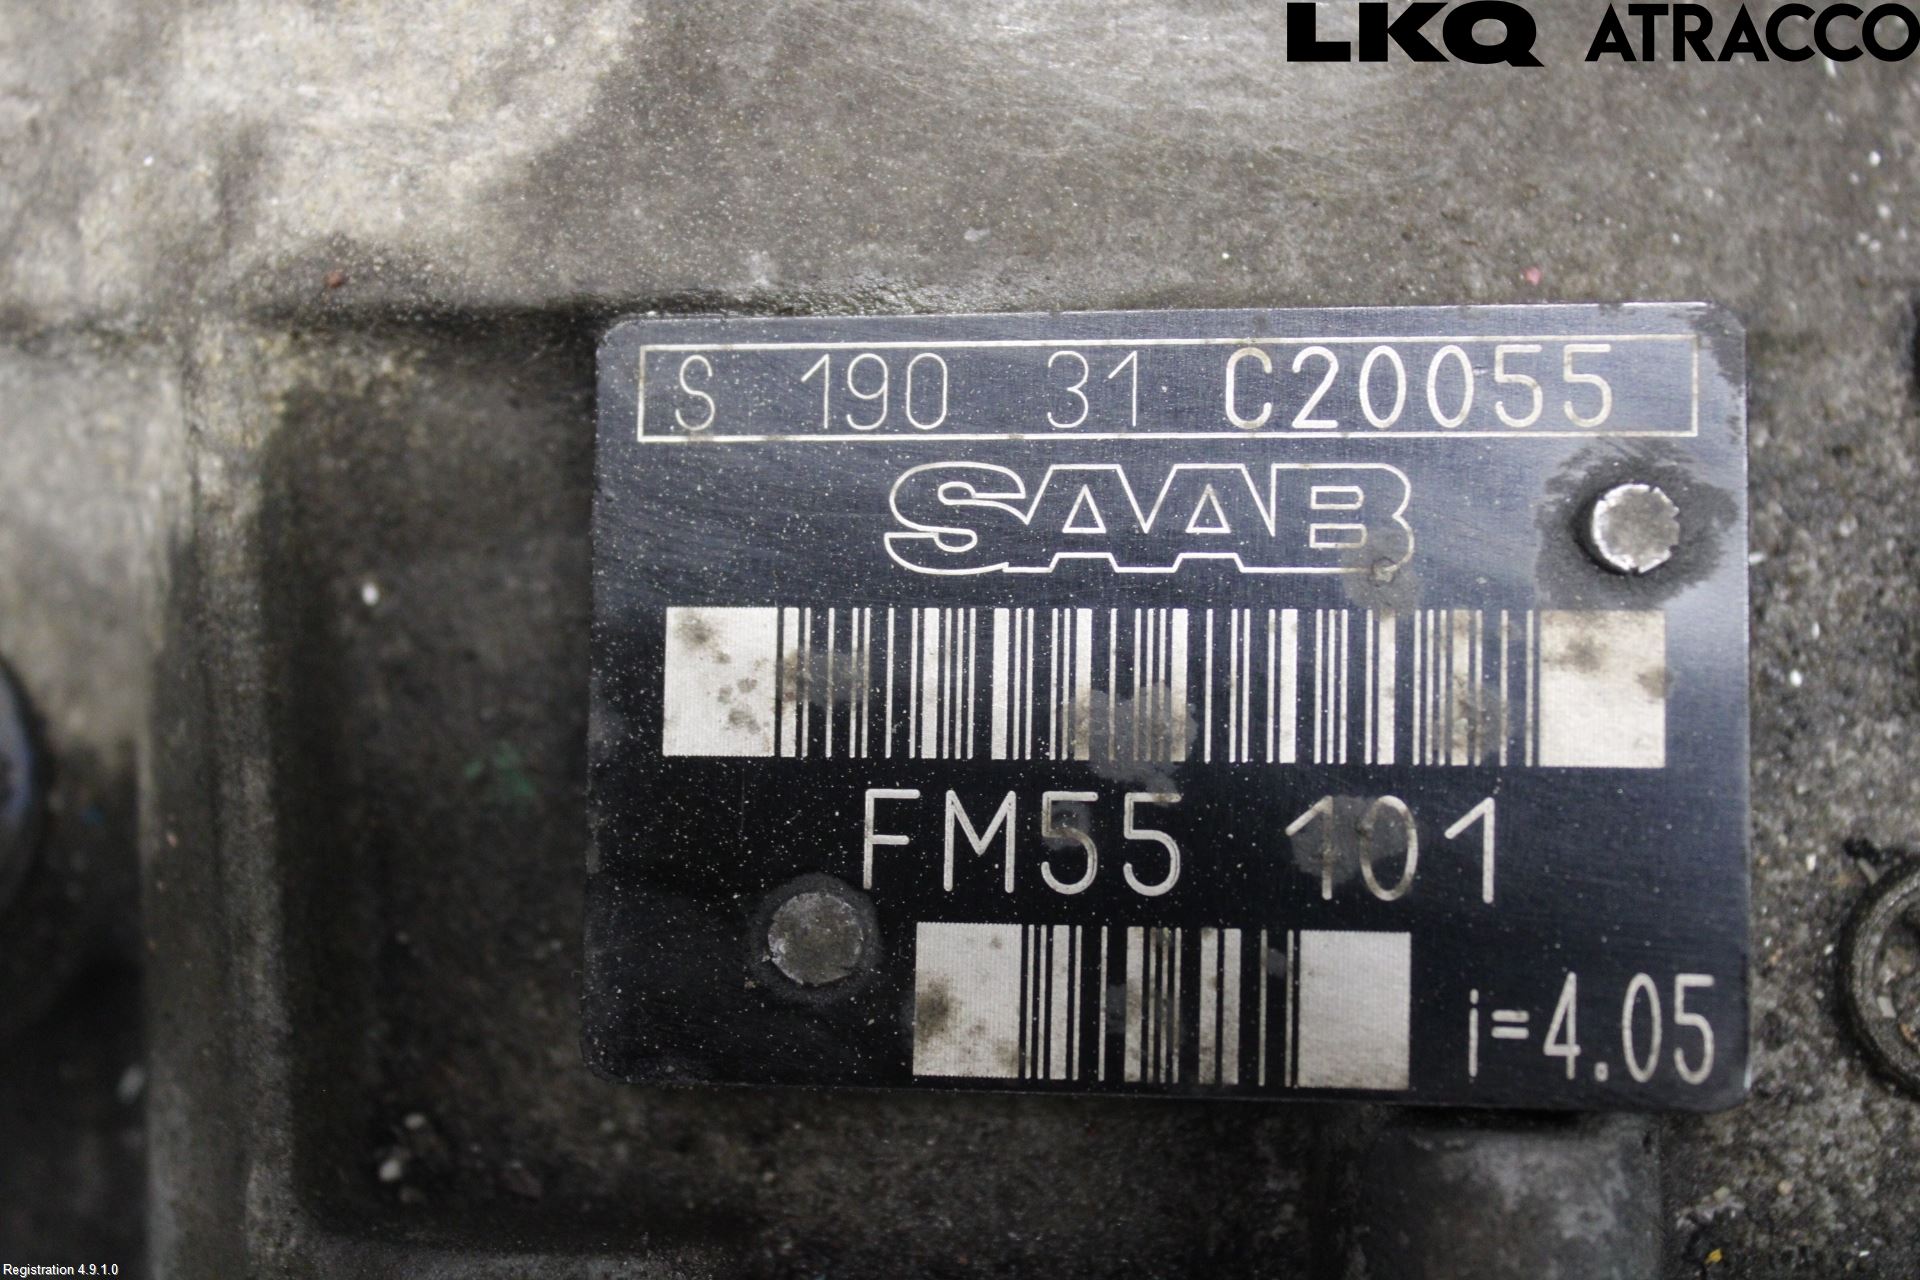 LKQ ATRACCO
S 190 31 C20055
SAAB
FM55 101
i=4.05
Registration 4.9.1.0